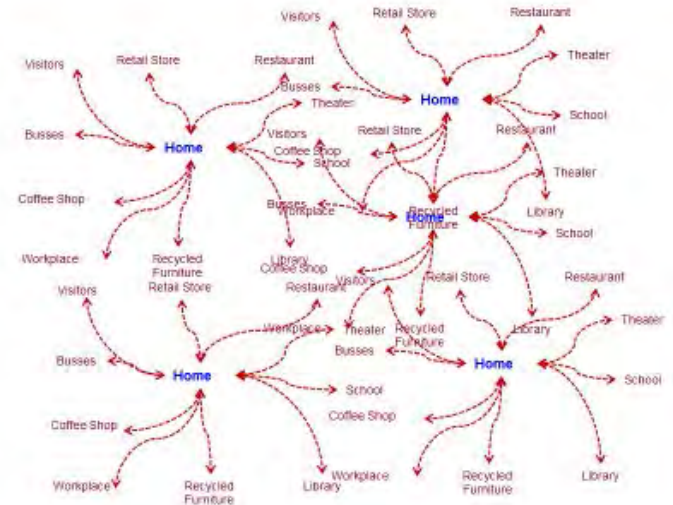 Visitors
Retail Store
Restaurant
Visitors
Retail Store
Restaurant
Theater
Busses
Theater
Home
School
Busses
Home
Visitors
Retail Store
Restaurant
Coffee Shop
School
Theater
Coffee Shop
Busses
Workplace
Recycled
Furniture
Home
Library
School
Workplace
Recycled
Furniture
Library
Coffee Shop
Visitors
Retail Store
Restaurant
Visitors
Retail Store
Restaurant
Workplace
Theater
Recycled
Furniture
Library
Theater
Busses
Busses
Home
Home
School
School
Coffee Shop
Coffee Shop
Workplace
Recycled
Furniture
Library
Workplace
Recycled
Furniture
Library